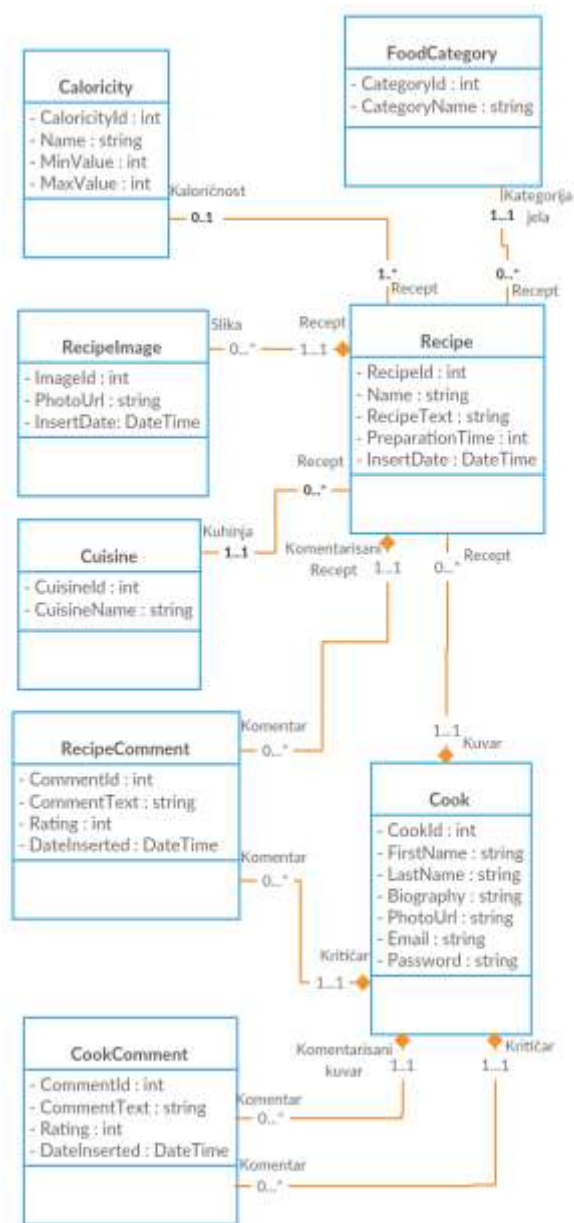 Caloricity
- CaloricityId : int
- Name : string
- MinValue : int
- MaxValue : int
FoodCategory
- CategoryId : int
- CategoryName : string
Kaloričnost
0..1
Kategorija
jela
1..1
1..*
Recept
0..*
Recept
RecipeImage
- ImageId : int
- PhotoUrl : string
- InsertDate: DateTime
Slika
0...*
Recept
1...1
Recipe
- RecipeId : int
- Name : string
- RecipeText : string
- PreparationTime : int
- InsertDate : DateTime
Recept
0..*
Kuhinja
1..1
Cuisine
- CuisineId : int
- CuisineName : string
Komentarisani
Recept
1...1
Recept
0...*
RecipeComment
- CommentId : int
- CommentText : string
- Rating : int
- DateInserted : DateTime
Komentar
0...*
1...1
Kuvar
Komentar
0...*
Cook
- CookId : int
- FirstName : string
- LastName : string
- Biography : string
- PhotoUrl : string
- Email : string
- Password : string
Kritičar
1...1
CookComment
- CommentId : int
- CommentText : string
- Rating : int
- DateInserted : DateTime
Komentarisani
kuvar
1...1
Kritičar
1...1
Komentar
0...*
Komentar
0...*